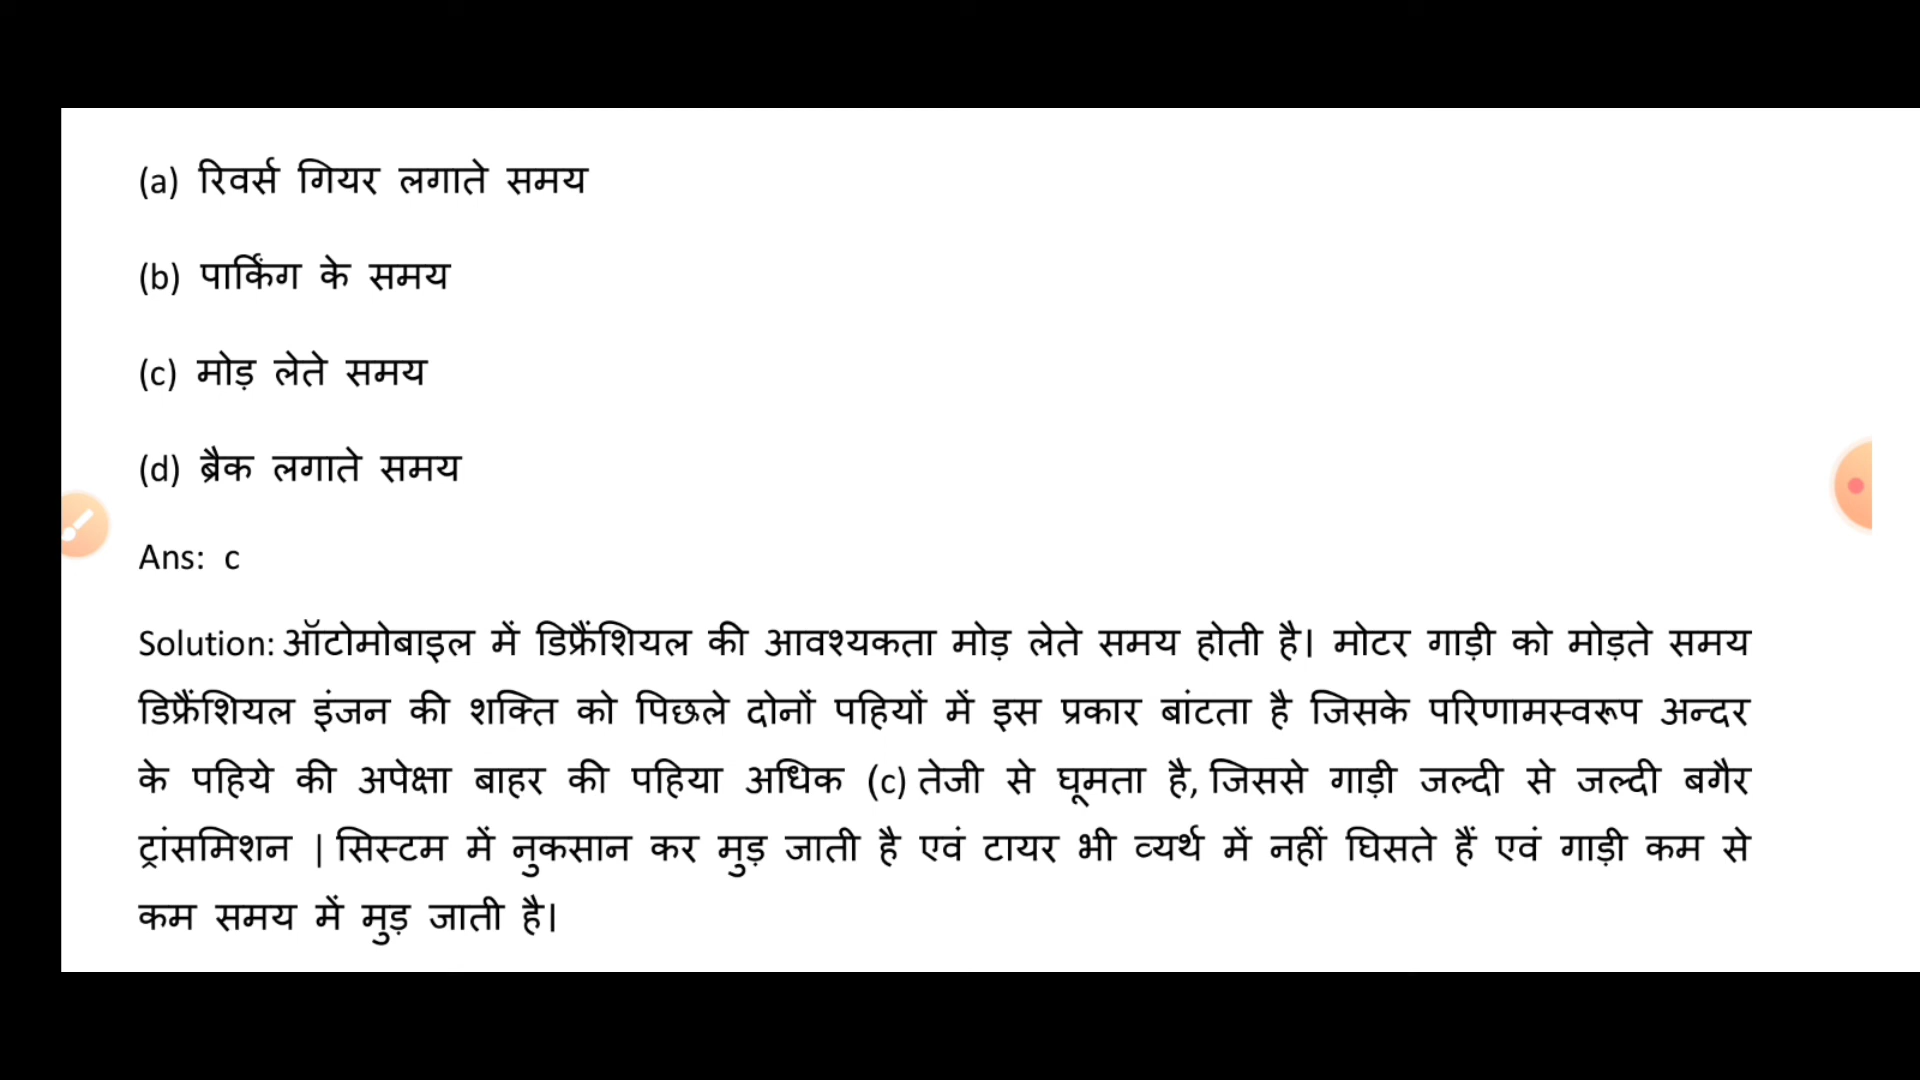 (a) रिवर्स गियर लगाते समय
(b) पार्किंग के समय
(c) मोड़ लेते समय
(d) ब्रैक लगाते समय
Ans: c
Solution: ऑटोमोबाइल में डिफ्रैंशियल की आवश्यकता मोड़ लेते समय होती है। मोटर गाड़ी को मोड़ते समय
डिफ्रैंशियल इंजन की शक्ति को पिछले दोनों पहियों में इस प्रकार बांटता है जिसके परिणामस्वरूप अन्दर
के पहिये की अपेक्षा बाहर की पहिया अधिक (c) तेजी से घूमता है, जिससे गाड़ी जल्दी से जल्दी बगैर
ट्रांसमिशन | सिस्टम में नुकसान कर मुड़ जाती है एवं टायर भी व्यर्थ में नहीं घिसते हैं एवं गाड़ी कम से
कम समय में मुड़ जाती है।